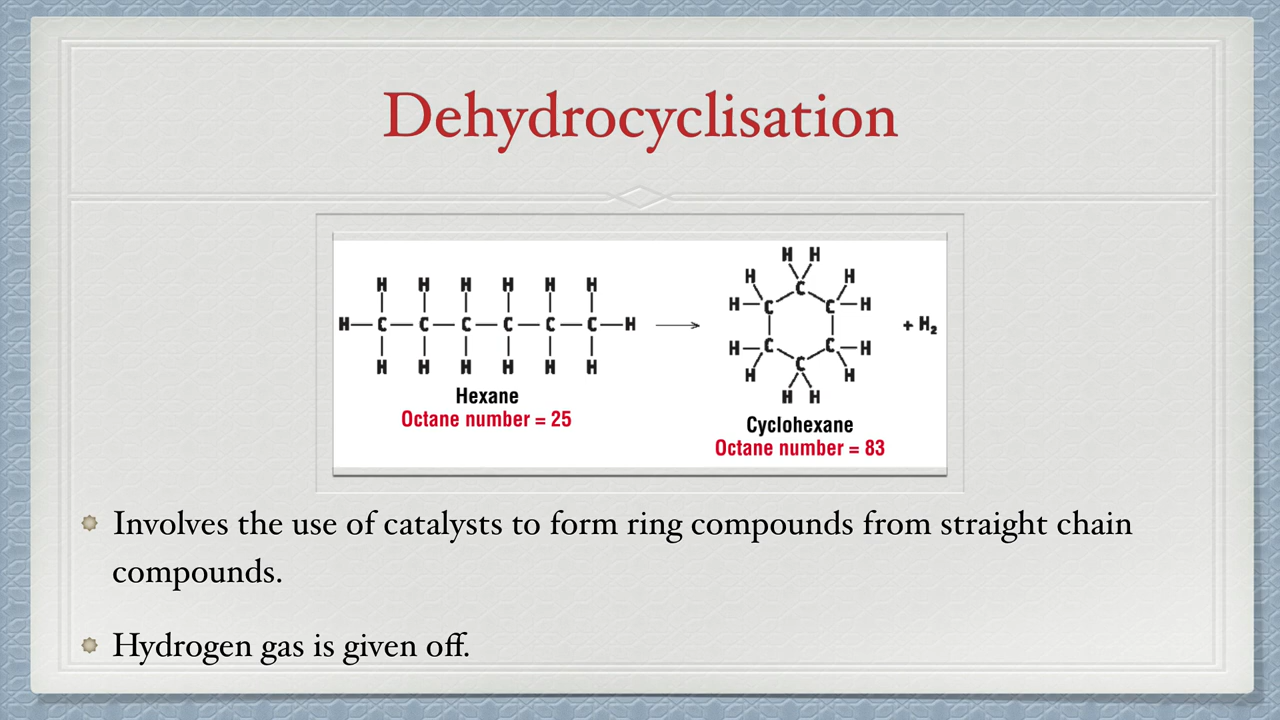 Dehydrocyclisation
H H H H H H
H—C—C—C—C—C—C—H
H H H H H H
Hexane
Octane number = 25
H H
H H
C
H—C C—H
+ H₂
H—C C—H
C
H H
H H
Cyclohexane
Octane number = 83
Involves the use of catalysts to form ring compounds from straight chain
compounds.
Hydrogen gas is given off.